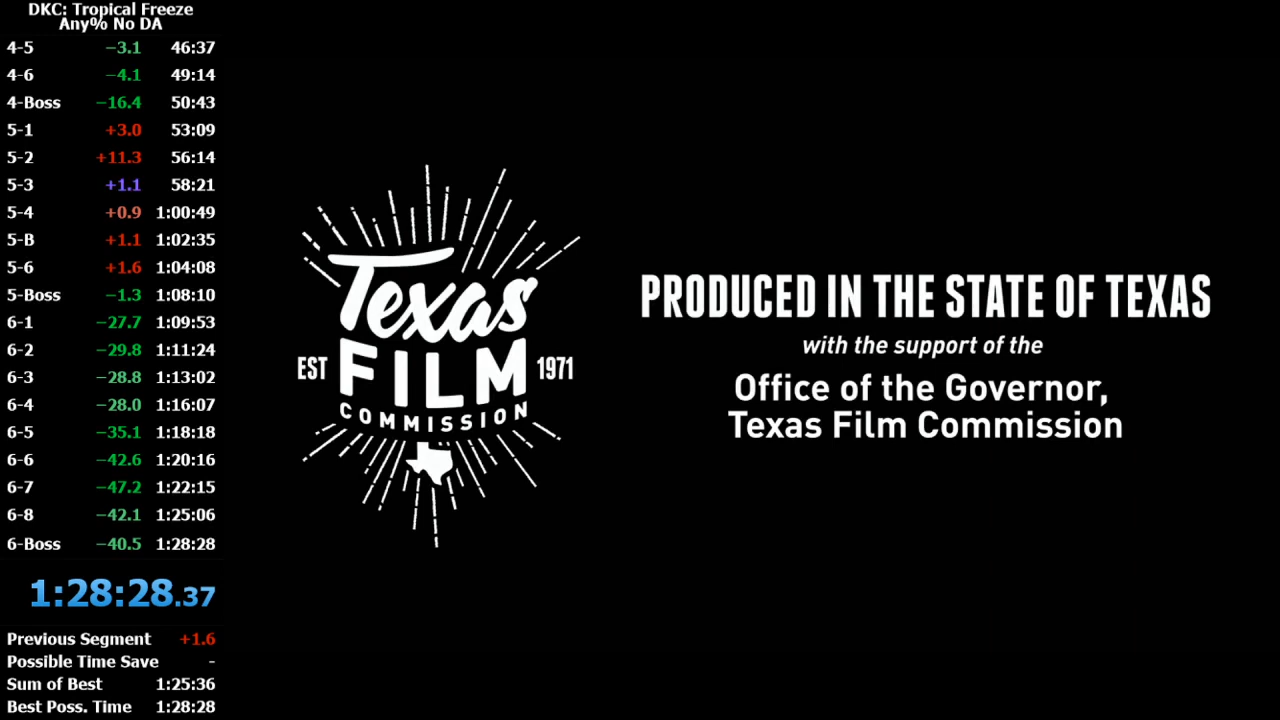 DKC: Tropical Freeze
Any% No DA
4-5 −3.1 46:37
4-6 −4.1 49:14
4-Boss −16.4 50:43
5-1 +3.0 53:09
5-2 +11.3 56:14
5-3 +1.1 58:21
5-4 +0.9 1:00:49
5-B +1.1 1:02:35
5-6 +1.6 1:04:08
5-Boss −1.3 1:08:10
6-1 −27.7 1:09:53
6-2 −29.8 1:11:24
6-3 −28.8 1:13:02
6-4 −28.0 1:16:07
6-5 −35.1 1:18:18
6-6 −42.6 1:20:16
6-7 −47.2 1:22:15
6-8 −42.1 1:25:06
6-Boss −40.5 1:28:28
1:28:28.37
Previous Segment +1.6
Possible Time Save -
Sum of Best 1:25:36
Best Poss. Time 1:28:28
Texas
EST FILM 1971
COMMISSION
PRODUCED IN THE STATE OF TEXAS
with the support of the
Office of the Governor,
Texas Film Commission